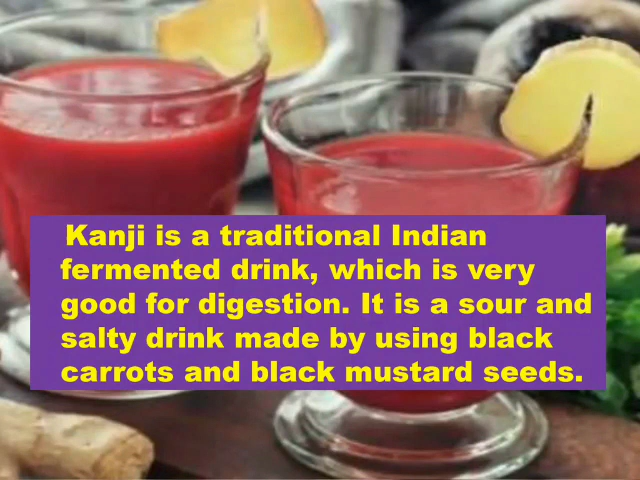 Kanji is a traditional Indian
fermented drink, which is very
good for digestion. It is a sour and
salty drink made by using black
carrots and black mustard seeds.